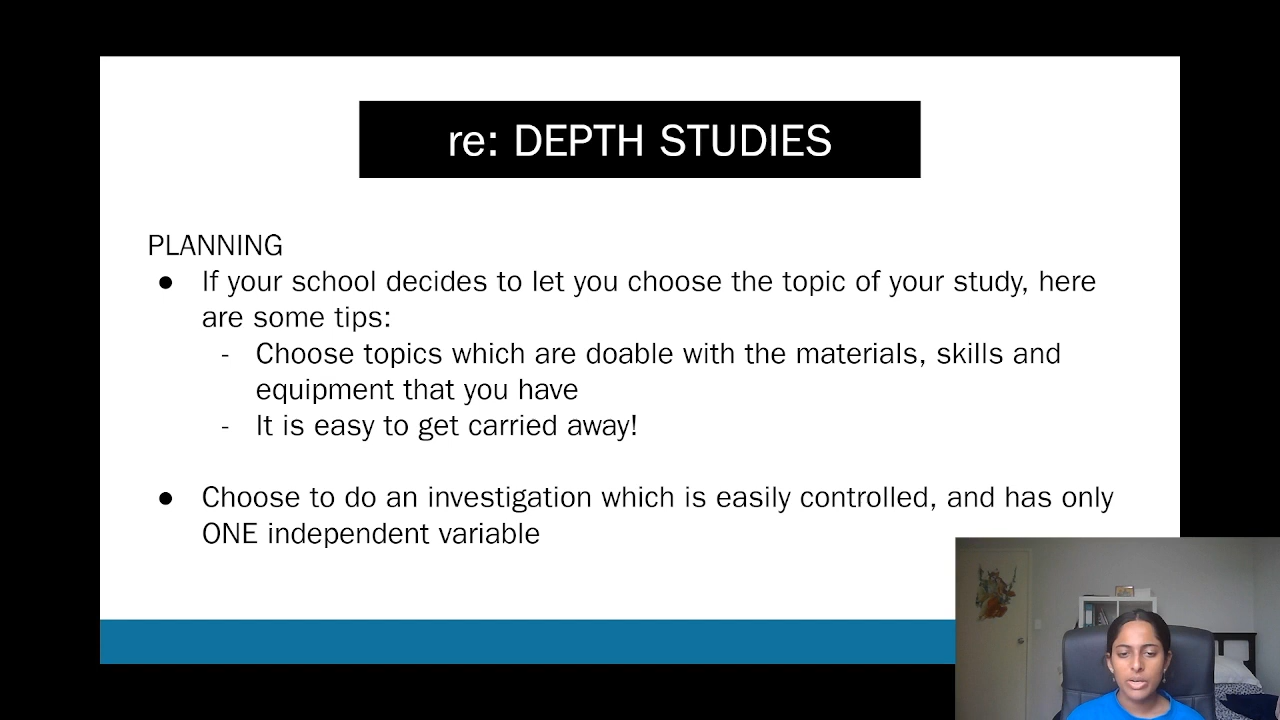 re: DEPTH STUDIES
PLANNING
● If your school decides to let you choose the topic of your study, here
are some tips:
- Choose topics which are doable with the materials, skills and
equipment that you have
- It is easy to get carried away!
● Choose to do an investigation which is easily controlled, and has only
ONE independent variable